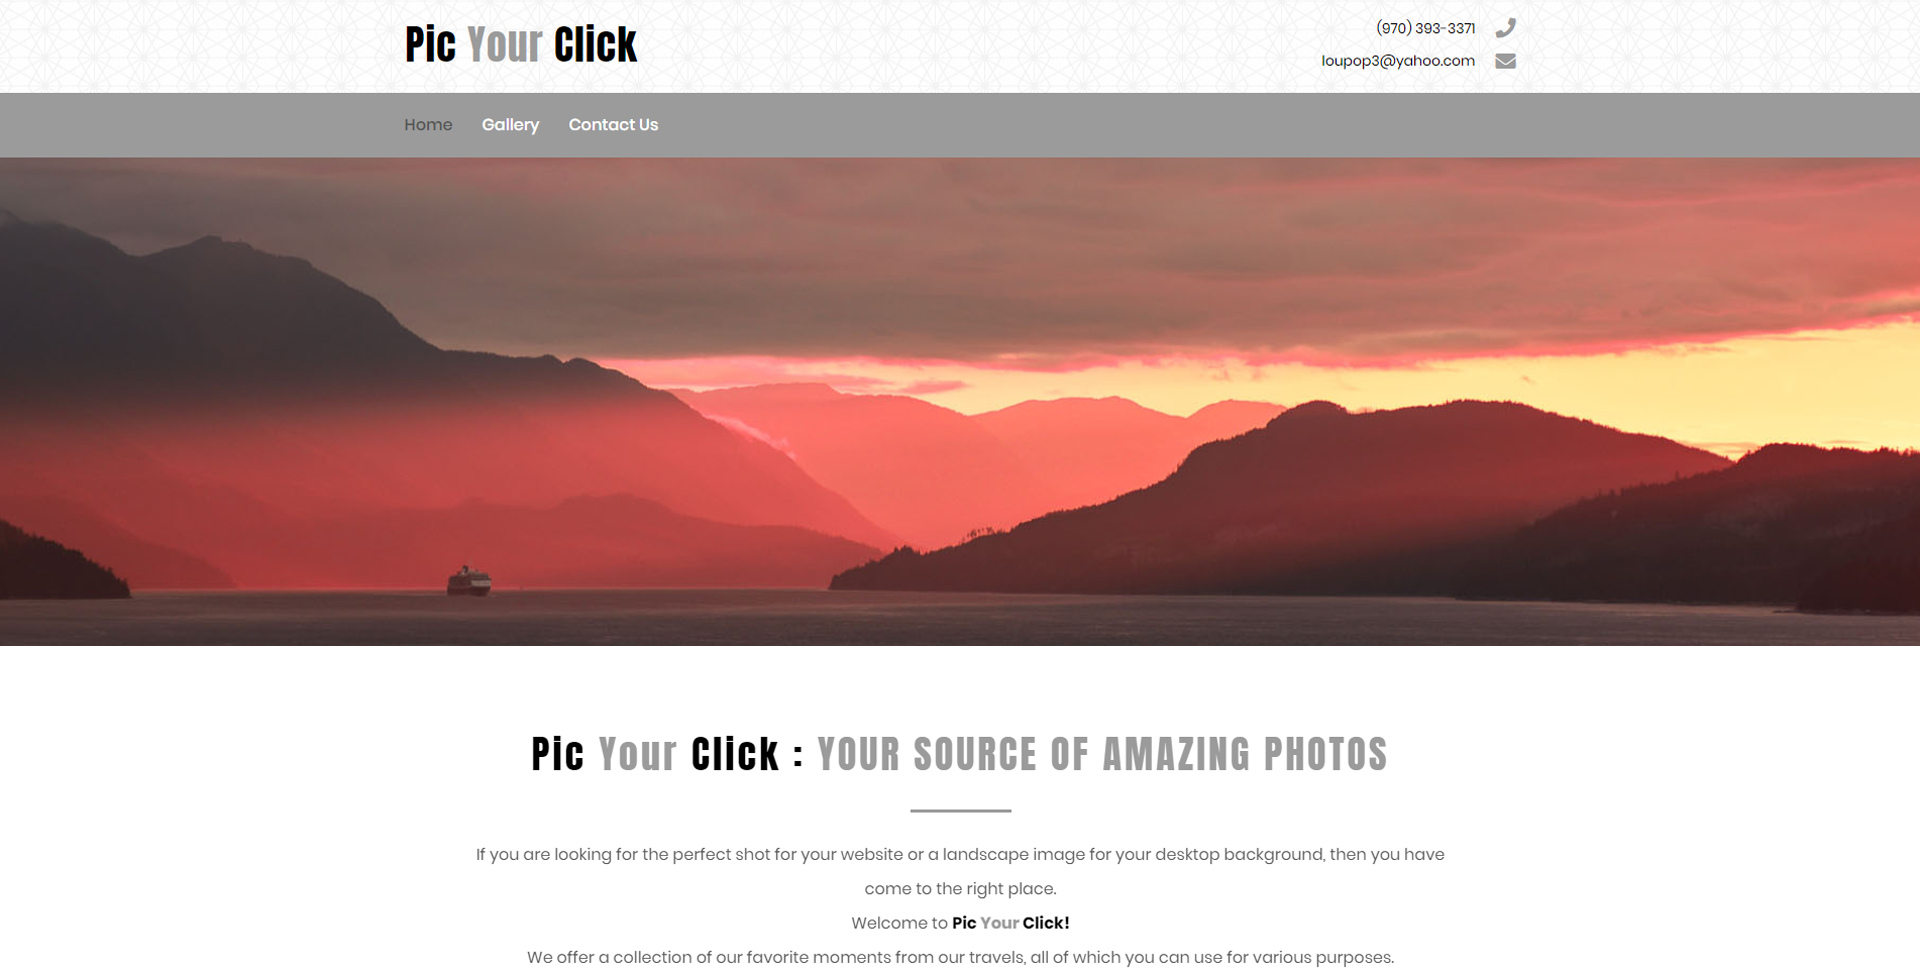 Pic Your Click
(970) 393-3371
loupop3@yahoo.com
Home Gallery Contact Us
Pic Your Click : YOUR SOURCE OF AMAZING PHOTOS
If you are looking for the perfect shot for your website or a landscape image for your desktop background, then you have
come to the right place.
Welcome to Pic Your Click!
We offer a collection of our favorite moments from our travels, all of which you can use for various purposes.